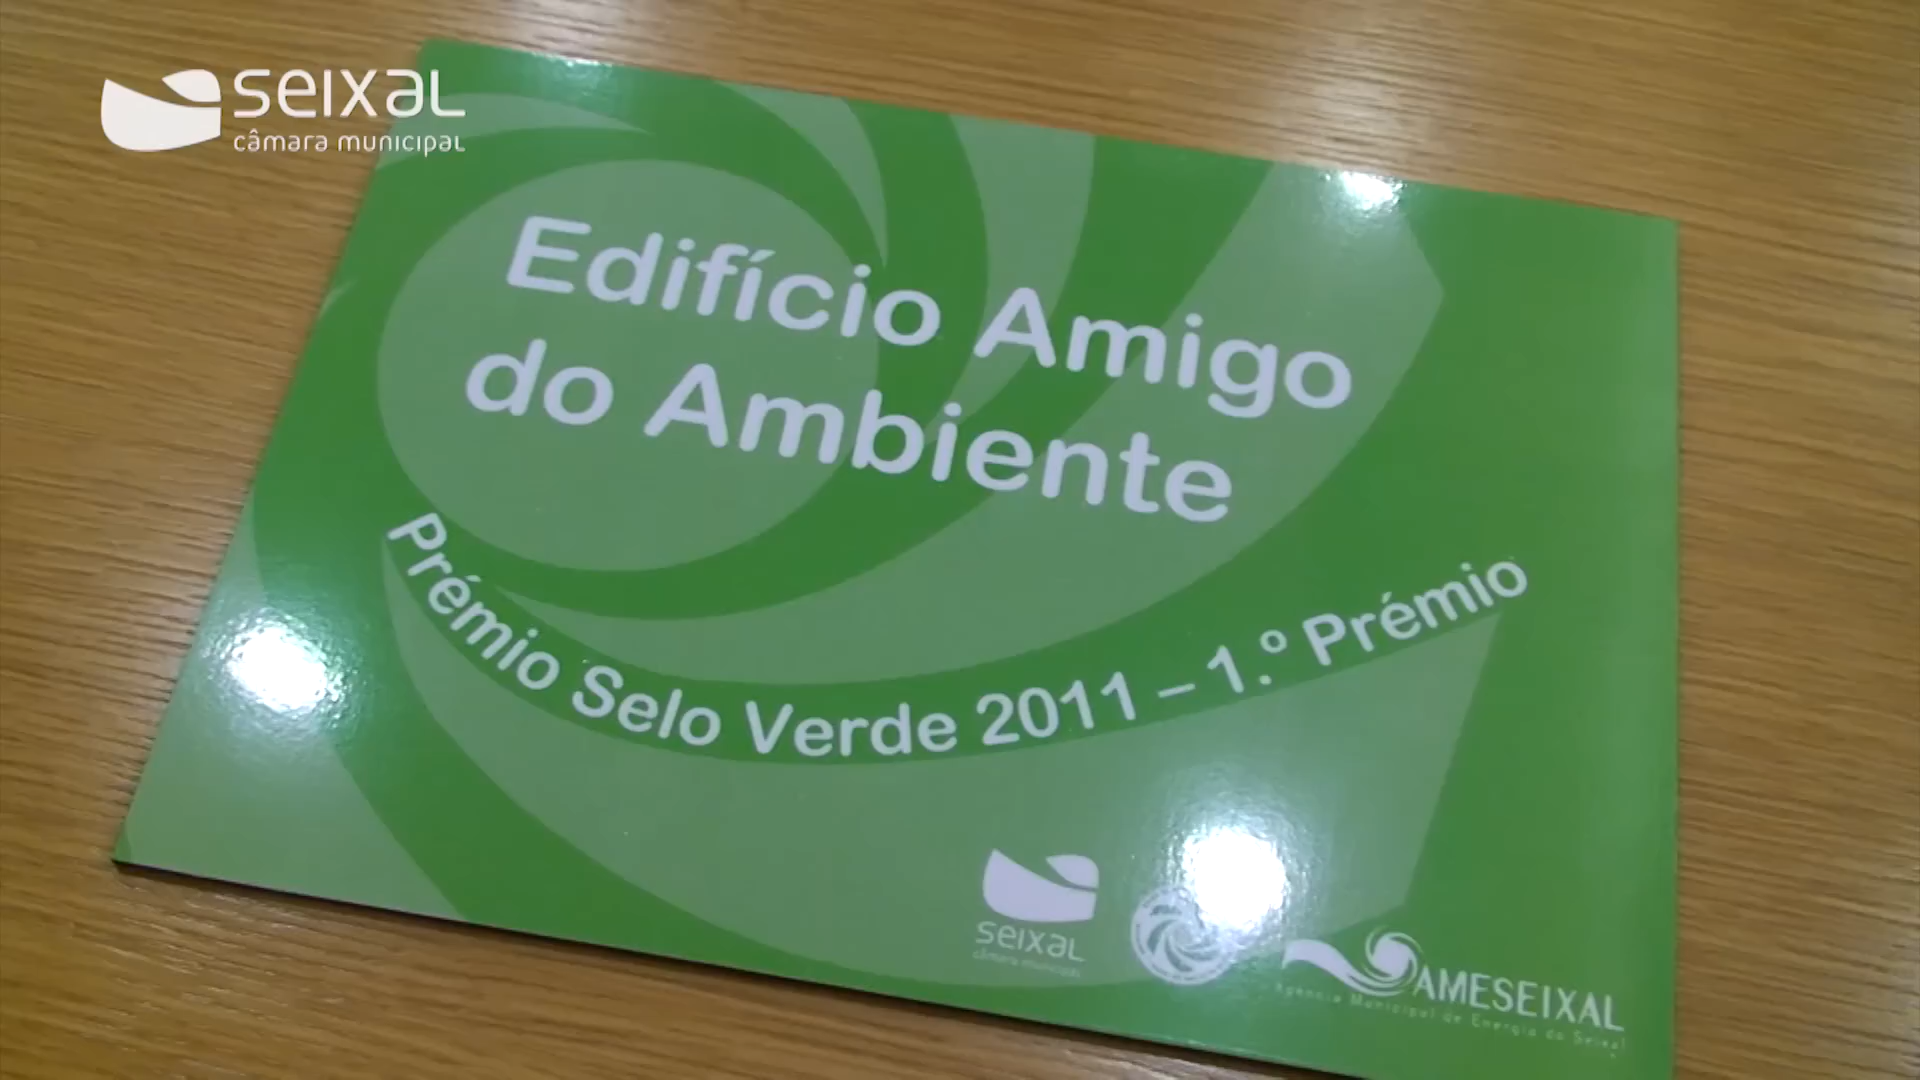 seixal
câmara municipal
Edifício Amigo
do Ambiente
Prémio Selo Verde 2011 – 1.º Prémio
seixal
câmara municipal
AMESEIXAL
Agência Municipal de Energia do Seixal